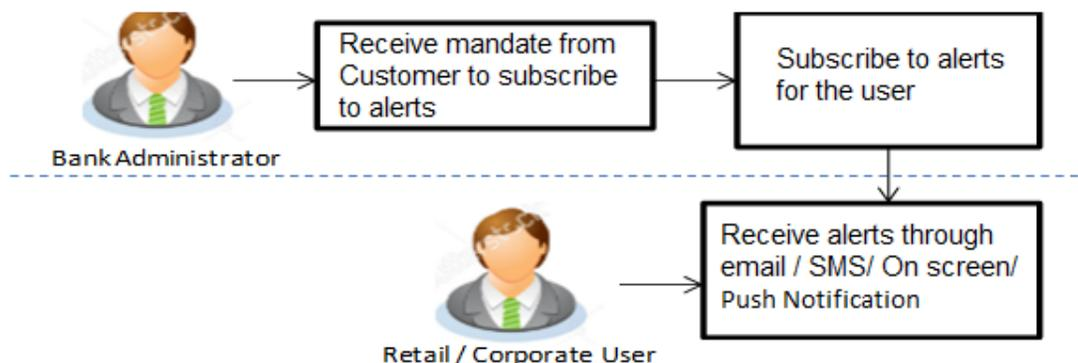 Receive mandate from
Customer to subscribe
to alerts
Subscribe to alerts
for the user
Bank Administrator
Receive alerts through
email / SMS/ On screen/
Push Notification
Retail / Corporate User